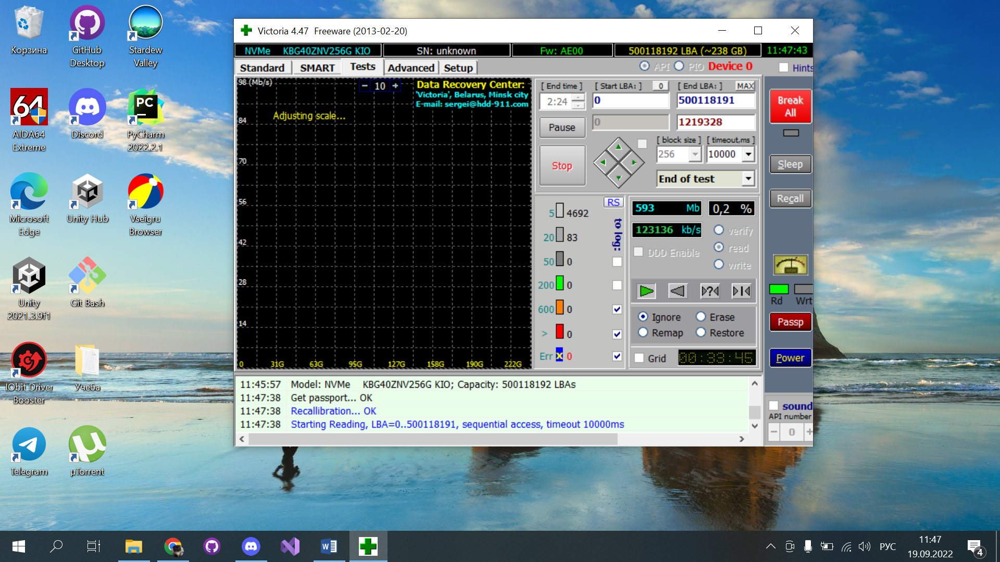 Корзина
GitHub Desktop
Stardew Valley
AIDA64 Extreme
Discord
PyCharm 2022.2.1
Microsoft Edge
Unity Hub
Vseigru Browser
Unity 2021.3.9f1
Git Bash
IObit Driver Booster
Учеба
Telegram
µTorrent
64
PC
Victoria 4.47 Freeware (2013-02-20)
NVMe KBG40ZNV256G KIO
SN: unknown
Fw: AE00
500118192 LBA (~238 GB)
11:47:43
Standard
SMART
Tests
Advanced
Setup
API
PIO
Device 0
Hints
98 (Mb/s)
- 10 +
Data Recovery Center:
'Victoria', Belarus, Minsk city
E-mail: sergei@hdd-911.com
Adjusting scale...
84
70
56
42
28
14
0 31G 63G 95G 127G 158G 190G 222G
[ End time ]
[ Start LBA: ]
0
[ End LBA: ]
MAX
2:24
0
500118191
Pause
0
1219328
[ block size ]
[ timeout,ms ]
256
10000
Stop
End of test
RS
to log:
5 4692
20 83
50 0
200 0
600 0
> 0
Err x 0
593 Mb
0,2 %
123136 kb/s
verify
DDD Enable
read
write
Ignore
Erase
Remap
Restore
Grid
00:33:45
Break All
Sleep
Recall
Rd
Wrt
Passp
Power
sound
API number
- 0 +
11:45:57 Model: NVMe KBG40ZNV256G KIO; Capacity: 500118192 LBAs
11:47:38 Get passport... OK
11:47:38 Recallibration... OK
11:47:38 Starting Reading, LBA=0..500118191, sequential access, timeout 10000ms
РУС
11:47
19.09.2022
4